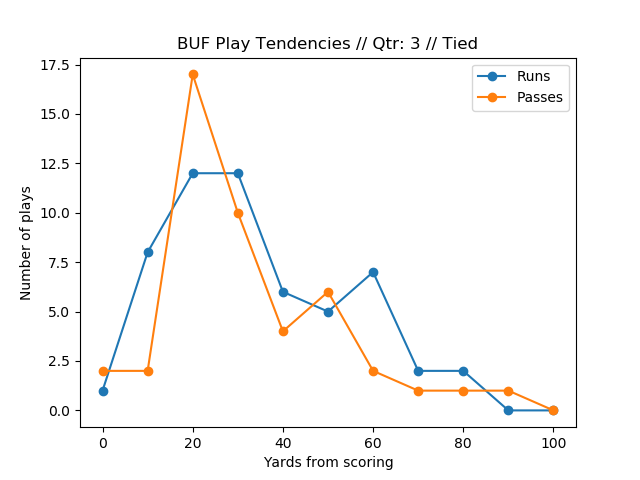 BUF Play Tendencies // Qtr: 3 // Tied
Runs
Passes
17.5
15.0
12.5
10.0
7.5
5.0
2.5
0.0
Number of plays
0 20 40 60 80 100
Yards from scoring